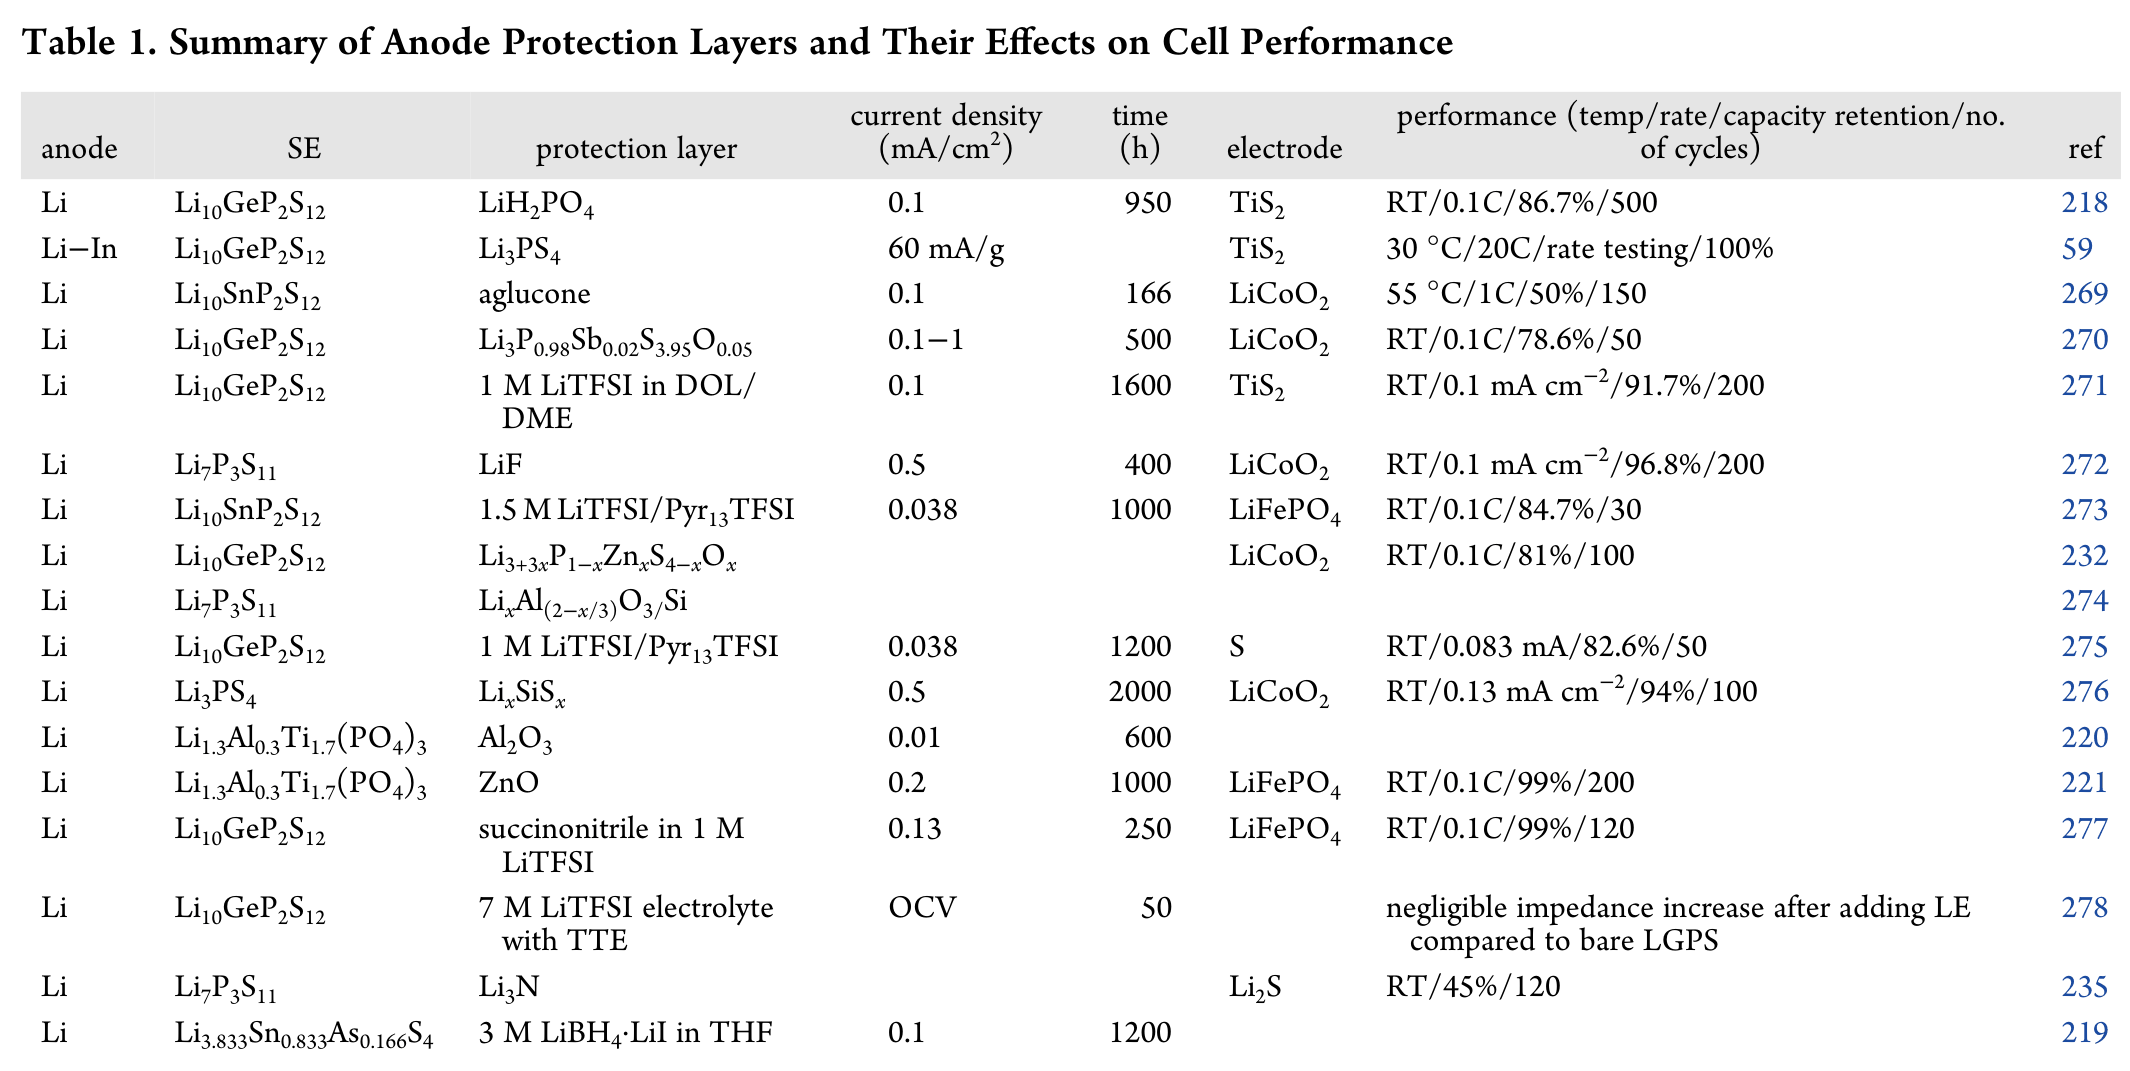 Table 1. Summary of Anode Protection Layers and Their Effects on Cell Performance
anode SE protection layer current density (mA/cm²) time (h) electrode performance (temp/rate/capacity retention/no. of cycles) ref
Li Li₁₀GeP₂S₁₂ LiH₂PO₄ 0.1 950 TiS₂ RT/0.1C/86.7%/500 218
Li−In Li₁₀GeP₂S₁₂ Li₃PS₄ 60 mA/g TiS₂ 30 °C/20C/rate testing/100% 59
Li Li₁₀SnP₂S₁₂ aglucone 0.1 166 LiCoO₂ 55 °C/1C/50%/150 269
Li Li₁₀GeP₂S₁₂ Li₃P₀.₉₈Sb₀.₀₂S₃.₉₅O₀.₀₅ 0.1−1 500 LiCoO₂ RT/0.1C/78.6%/50 270
Li Li₁₀GeP₂S₁₂ 1 M LiTFSI in DOL/ 0.1 1600 TiS₂ RT/0.1 mA cm⁻²/91.7%/200 271
DME
Li Li₇P₃S₁₁ LiF 0.5 400 LiCoO₂ RT/0.1 mA cm⁻²/96.8%/200 272
Li Li₁₀SnP₂S₁₂ 1.5 M LiTFSI/Pyr₁₃TFSI 0.038 1000 LiFePO₄ RT/0.1C/84.7%/30 273
Li Li₁₀GeP₂S₁₂ Li₃₊₃ₓP₁₋ₓZnₓS₄₋ₓOₓ LiCoO₂ RT/0.1C/81%/100 232
Li Li₇P₃S₁₁ LiₓAl₍₂₋ₓ/₃₎O₃/Si 274
Li Li₁₀GeP₂S₁₂ 1 M LiTFSI/Pyr₁₃TFSI 0.038 1200 S RT/0.083 mA/82.6%/50 275
Li Li₃PS₄ LiₓSiSₓ 0.5 2000 LiCoO₂ RT/0.13 mA cm⁻²/94%/100 276
Li Li₁.₃Al₀.₃Ti₁.₇(PO₄)₃ Al₂O₃ 0.01 600 220
Li Li₁.₃Al₀.₃Ti₁.₇(PO₄)₃ ZnO 0.2 1000 LiFePO₄ RT/0.1C/99%/200 221
Li Li₁₀GeP₂S₁₂ succinonitrile in 1 M 0.13 250 LiFePO₄ RT/0.1C/99%/120 277
LiTFSI
Li Li₁₀GeP₂S₁₂ 7 M LiTFSI electrolyte OCV 50 negligible impedance increase after adding LE 278
with TTE compared to bare LGPS
Li Li₇P₃S₁₁ Li₃N Li₂S RT/45%/120 235
Li Li₃.₈₃₃Sn₀.₈₃₃As₀.₁₆₆S₄ 3 M LiBH₄·LiI in THF 0.1 1200 219